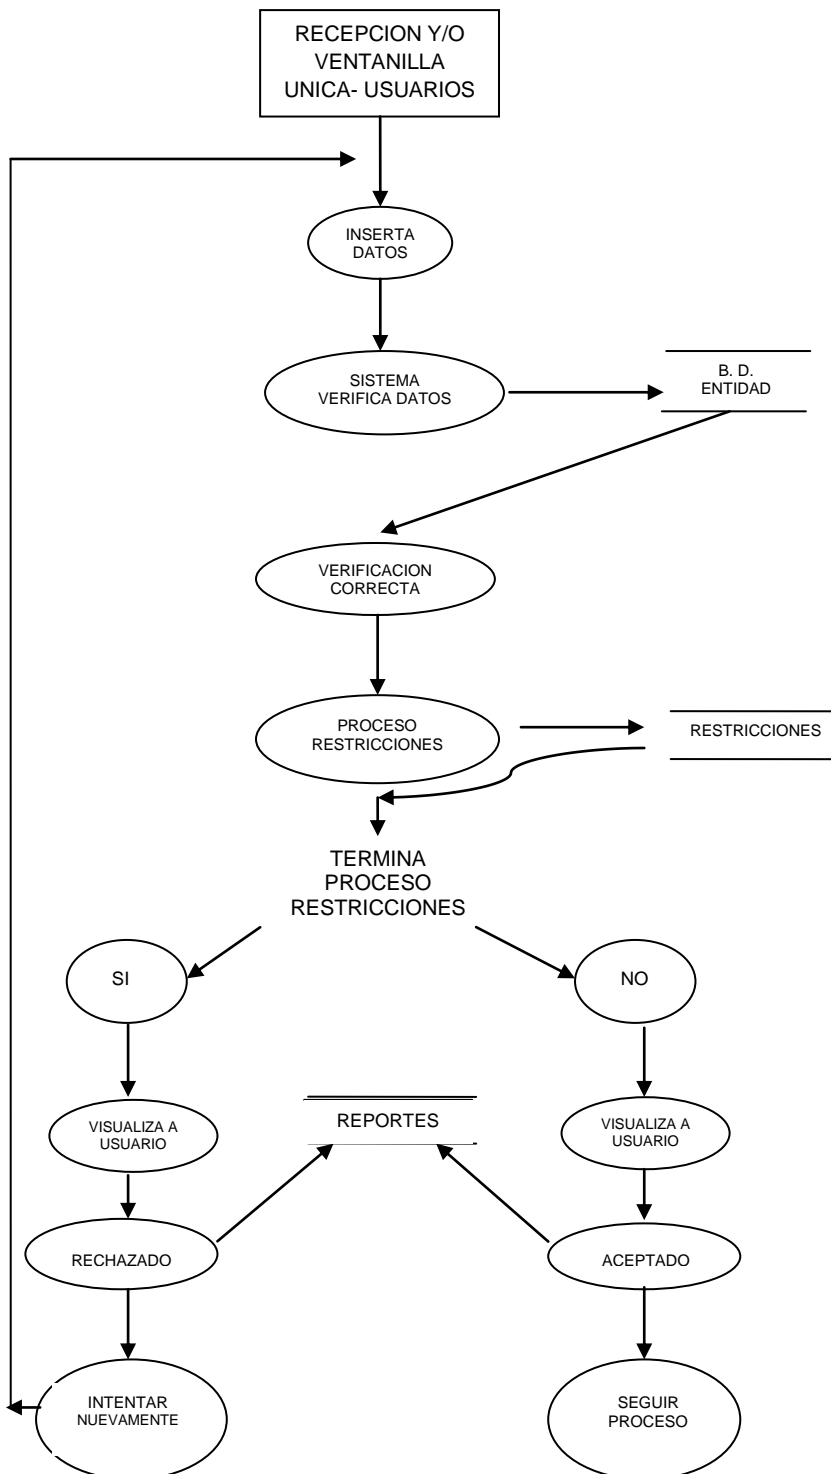 RECEPCION Y/O
VENTANILLA
UNICA- USUARIOS
INSERTA
DATOS
SISTEMA
VERIFICA DATOS
B. D.
ENTIDAD
VERIFICACION
CORRECTA
PROCESO
RESTRICCIONES
RESTRICCIONES
TERMINA
PROCESO
RESTRICCIONES
SI
NO
VISUALIZA A
USUARIO
REPORTES
VISUALIZA A
USUARIO
RECHAZADO
ACEPTADO
INTENTAR
NUEVAMENTE
SEGUIR
PROCESO